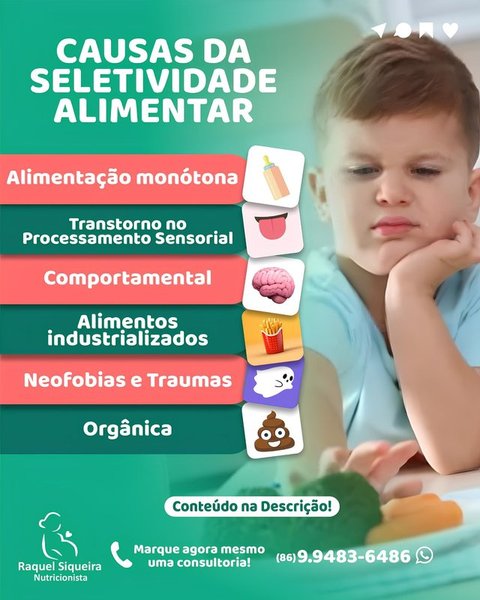 CAUSAS DA
SELETIVIDADE
ALIMENTAR
Alimentação monótona
Transtorno no
Processamento Sensorial
Comportamental
Alimentos
industrializados
Neofobias e Traumas
Orgânica
Conteúdo na Descrição!
Raquel Siqueira
Nutricionista
Marque agora mesmo
uma consultoria!
(86)9.9483-6486